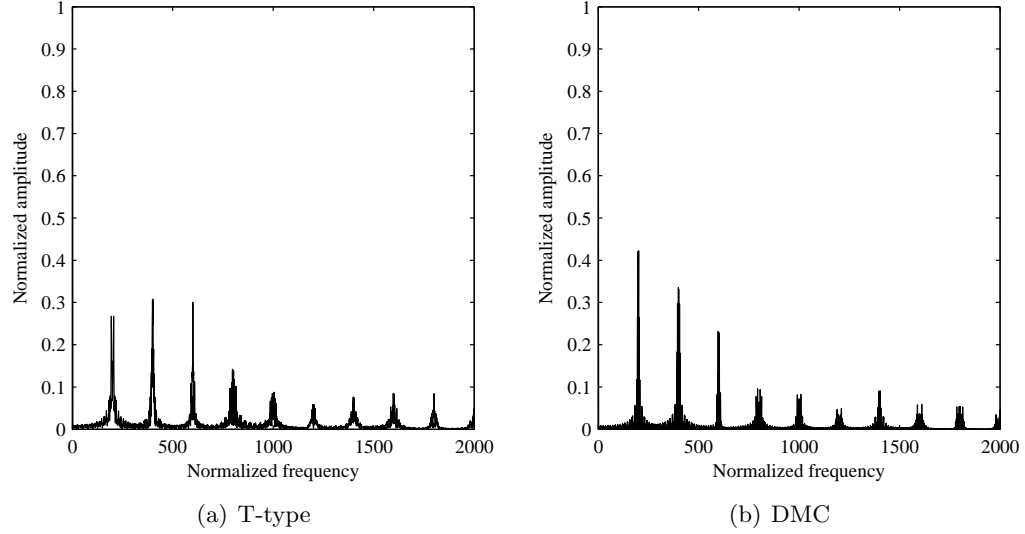 1
0.9
0.8
0.7
0.6
0.5
0.4
0.3
0.2
0.1
0
Normalized amplitude
0 500 1000 1500 2000
Normalized frequency
(a) T-type
1
0.9
0.8
0.7
0.6
0.5
0.4
0.3
0.2
0.1
0
Normalized amplitude
0 500 1000 1500 2000
Normalized frequency
(b) DMC